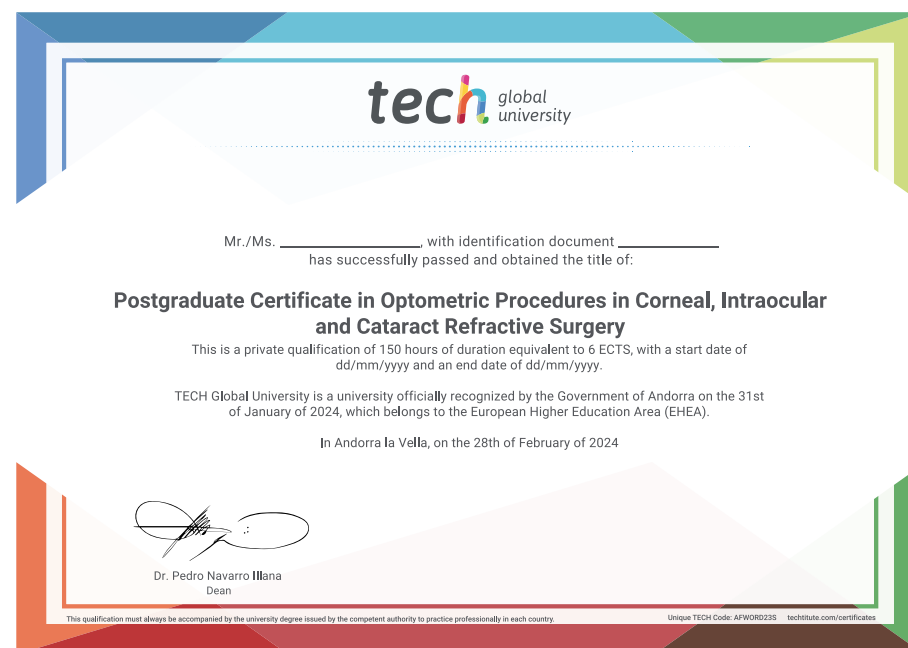 tech global
university
Mr./Ms. ____________, with identification document ____________
has successfully passed and obtained the title of:
Postgraduate Certificate in Optometric Procedures in Corneal, Intraocular
and Cataract Refractive Surgery
This is a private qualification of 150 hours of duration equivalent to 6 ECTS, with a start date of
dd/mm/yyyy and an end date of dd/mm/yyyy.
TECH Global University is a university officially recognized by the Government of Andorra on the 31st
of January of 2024, which belongs to the European Higher Education Area (EHEA).
In Andorra la Vella, on the 28th of February of 2024
Dr. Pedro Navarro Illana
Dean
This qualification must always be accompanied by the university degree issued by the competent authority to practice professionally in each country.
Unique TECH Code: AFWORD23S techtitute.com/certificates